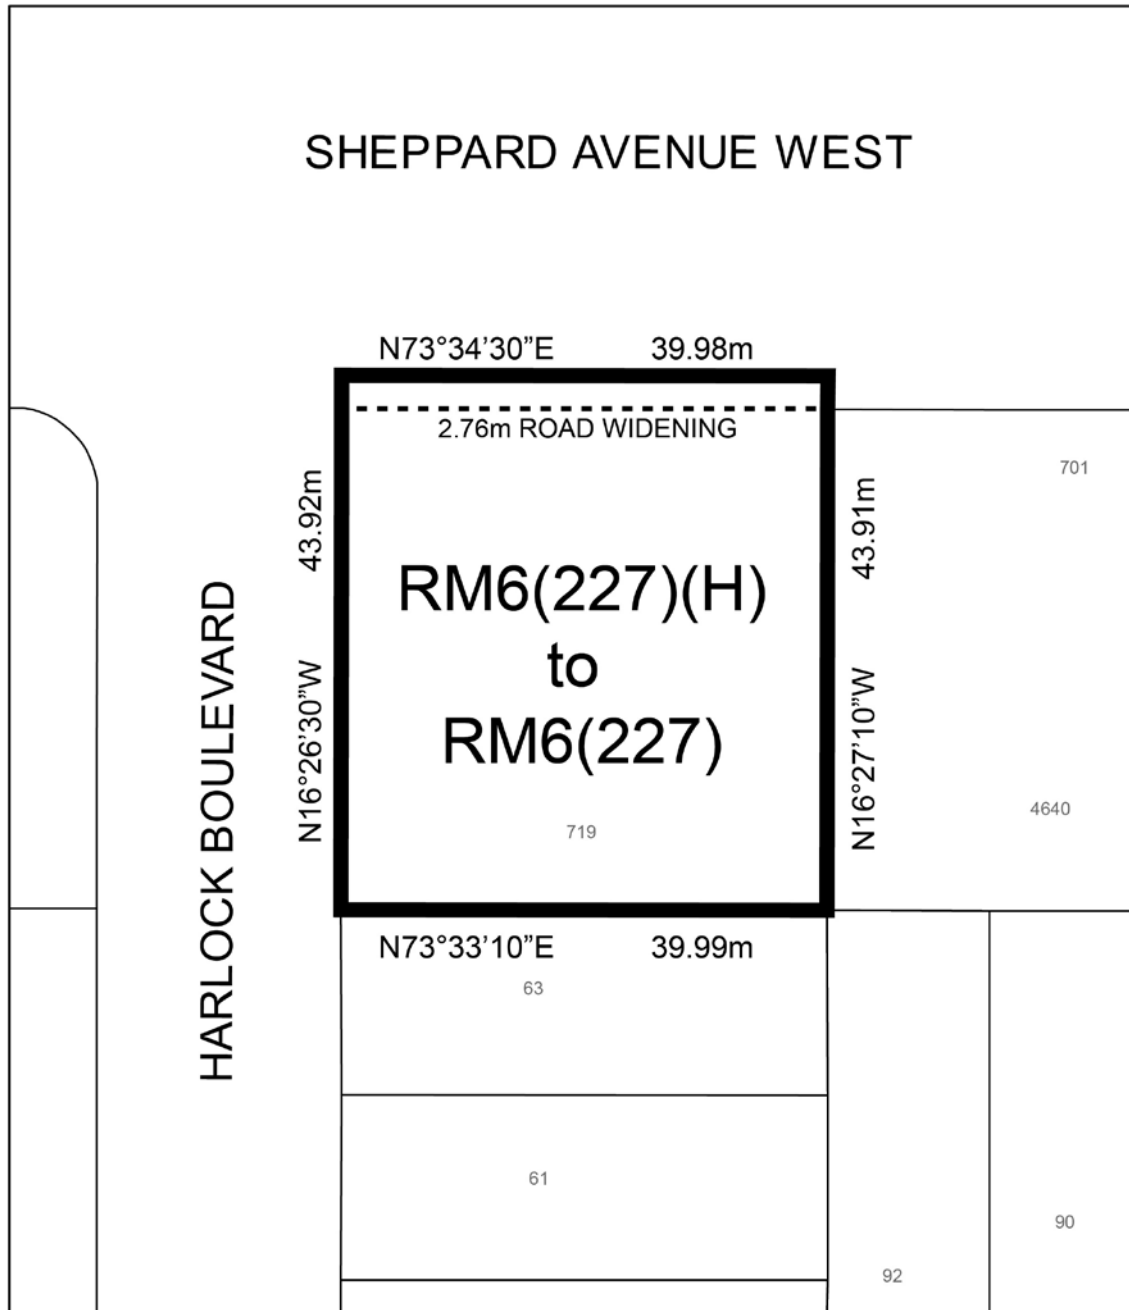 SHEPPARD AVENUE WEST
N73°34’30”E 39.98m
2.76m ROAD WIDENING
701
43.92m
43.91m
RM6(227)(H)
to
RM6(227)
HARLOCK BOULEVARD
N16°26’30”W
N16°27’10”W
719
4640
N73°33’10”E 39.99m
63
61
90
92